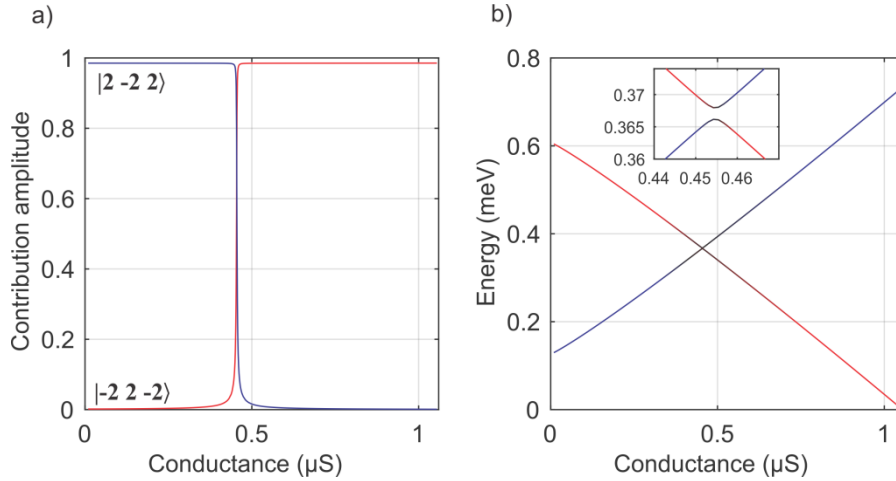 a)
1
|2 -2 2⟩
0.8
0.6
0.4
0.2
|-2 2 -2⟩
0
0 0.5 1
Contribution amplitude
Conductance (µS)
b)
0.8
0.6
0.4
0.2
0
0 0.5 1
Energy (meV)
Conductance (µS)
0.37
0.365
0.36
0.44 0.45 0.46